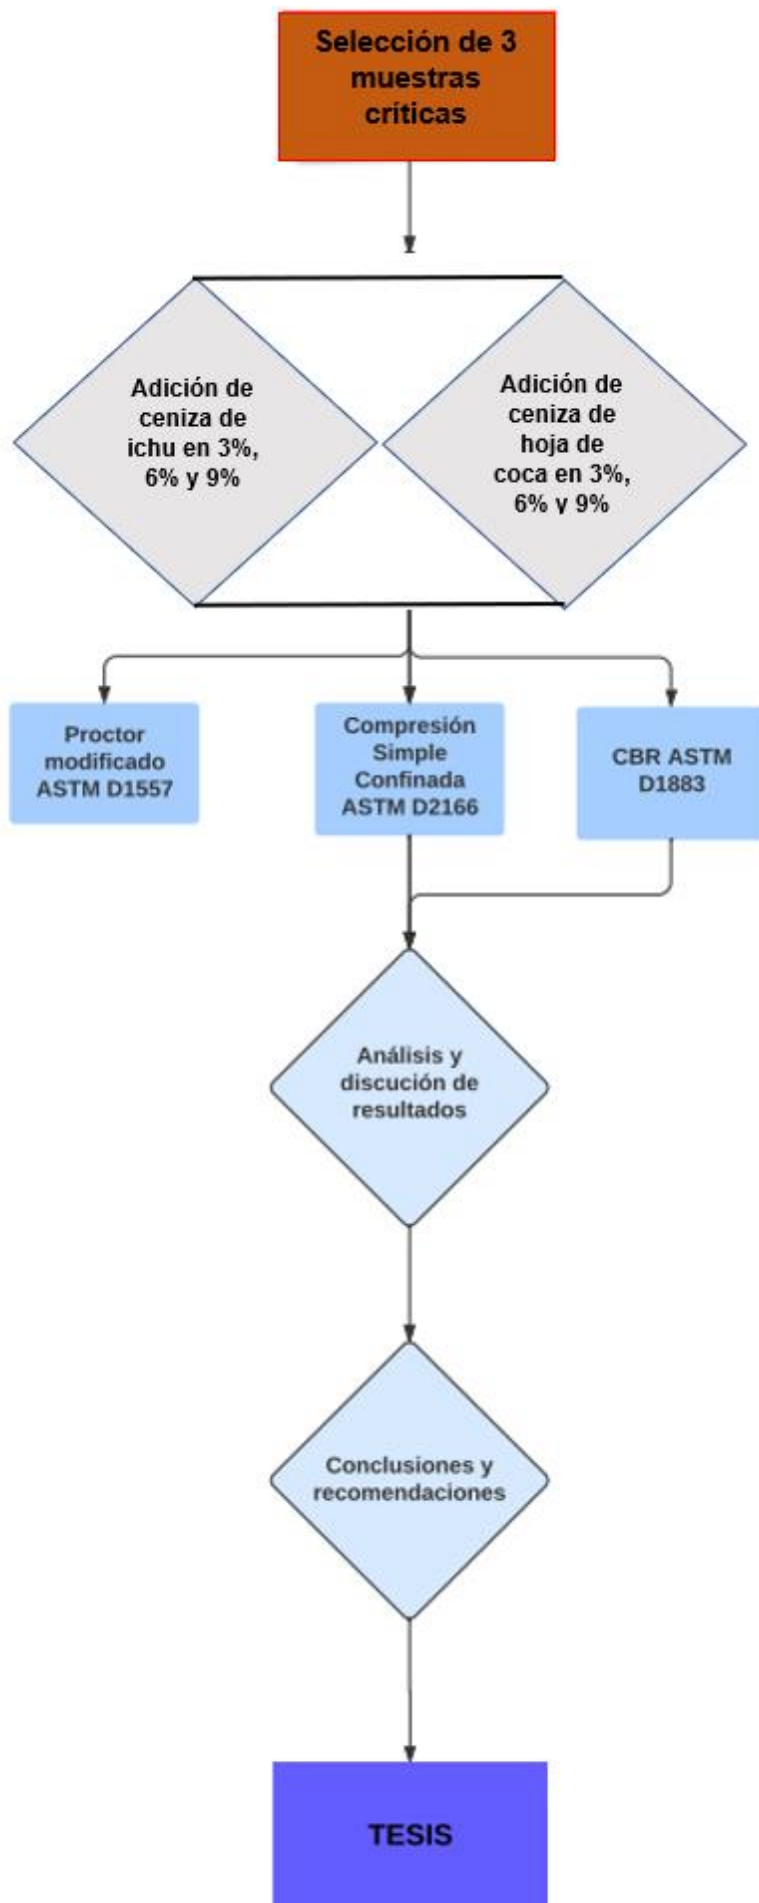 Selección de 3
muestras
críticas
Adición de
ceniza de
ichu en 3%,
6% y 9%
Adición de
ceniza de
hoja de
coca en 3%,
6% y 9%
Proctor
modificado
ASTM D1557
Compresión
Simple
Confinada
ASTM D2166
CBR ASTM
D1883
Análisis y
discución de
resultados
Conclusiones y
recomendaciones
TESIS